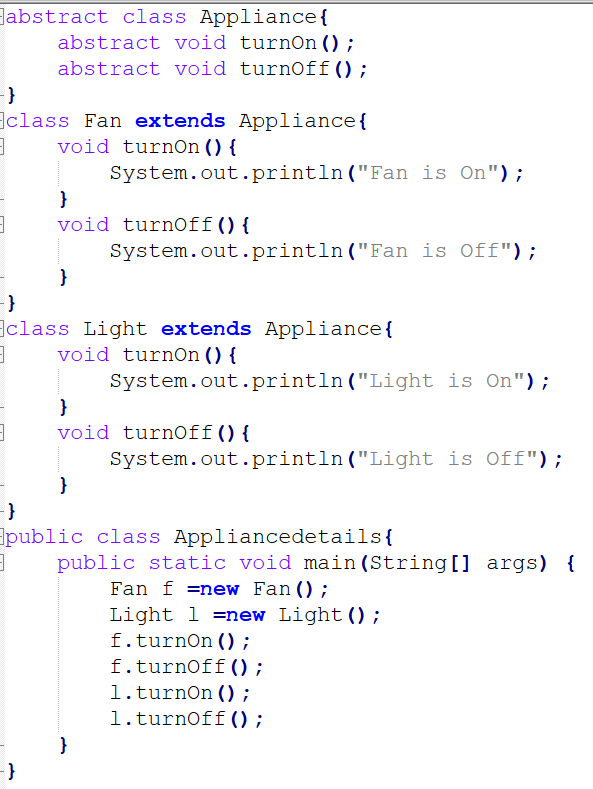 abstract class Appliance{
    abstract void turnOn();
    abstract void turnOff();
}
class Fan extends Appliance{
    void turnOn(){
        System.out.println("Fan is On");
    }
    void turnOff(){
        System.out.println("Fan is Off");
    }
}
class Light extends Appliance{
    void turnOn(){
        System.out.println("Light is On");
    }
    void turnOff(){
        System.out.println("Light is Off");
    }
}
public class Appliancedetails{
    public static void main(String[] args) {
        Fan f =new Fan();
        Light l =new Light();
        f.turnOn();
        f.turnOff();
        l.turnOn();
        l.turnOff();
    }
}